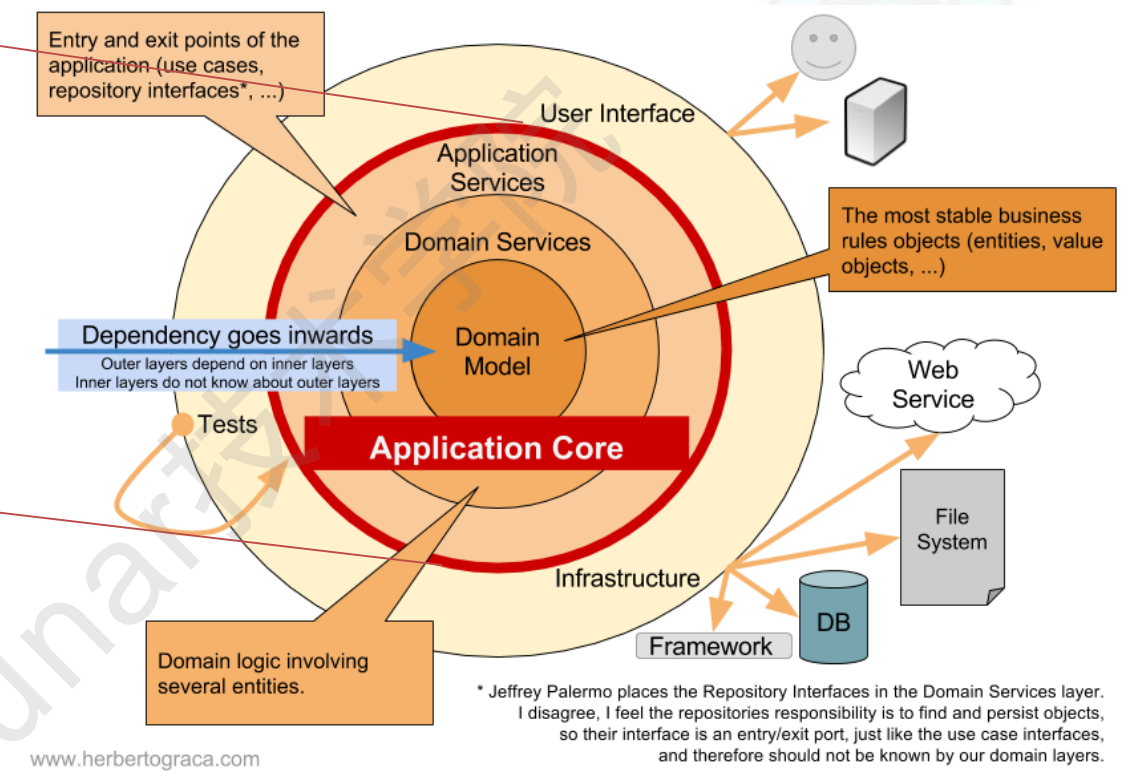 Entry and exit points of the
application (use cases,
repository interfaces*, ...)
User Interface
Application
Services
The most stable business
rules objects (entities, value
objects, ...)
Domain Services
Dependency goes inwards
Outer layers depend on inner layers
Inner layers do not know about outer layers
Domain
Model
Web
Service
Tests
Application Core
File
System
Infrastructure
DB
Framework
Domain logic involving
several entities.
* Jeffrey Palermo places the Repository Interfaces in the Domain Services layer.
I disagree, I feel the repositories responsibility is to find and persist objects,
so their interface is an entry/exit port, just like the use case interfaces,
and therefore should not be known by our domain layers.
www.herbertograca.com